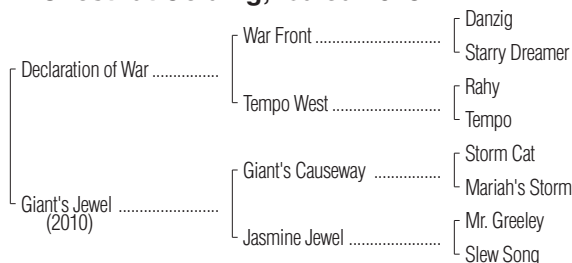 Danzig
War Front ..........................
Starry Dreamer
Declaration of War ................
Rahy
Tempo West ..........................
Tempo
Storm Cat
Giant's Causeway ................
Mariah's Storm
Giant's Jewel ........................
(2010)
Mr. Greeley
Jasmine Jewel ......................
Slew Song